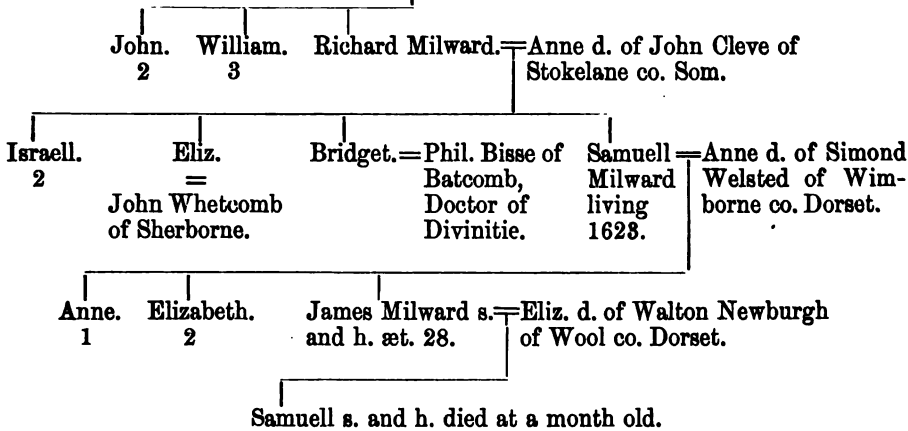 John. William. Richard Milward.=Anne d. of John Cleve of
2 3 Stokelane co. Som.
Israell. Eliz. Bridget.=Phil. Bisse of Samuell=Anne d. of Simond
2 = Batcomb, Milward Welsted of Wim-
John Whetcomb Doctor of living borne co. Dorset.
of Sherborne. Divinitie. 1623.
Anne. Elizabeth. James Milward s.=Eliz. d. of Walton Newburgh
1 2 and h. æt. 28. of Wool co. Dorset.
Samuell s. and h. died at a month old.